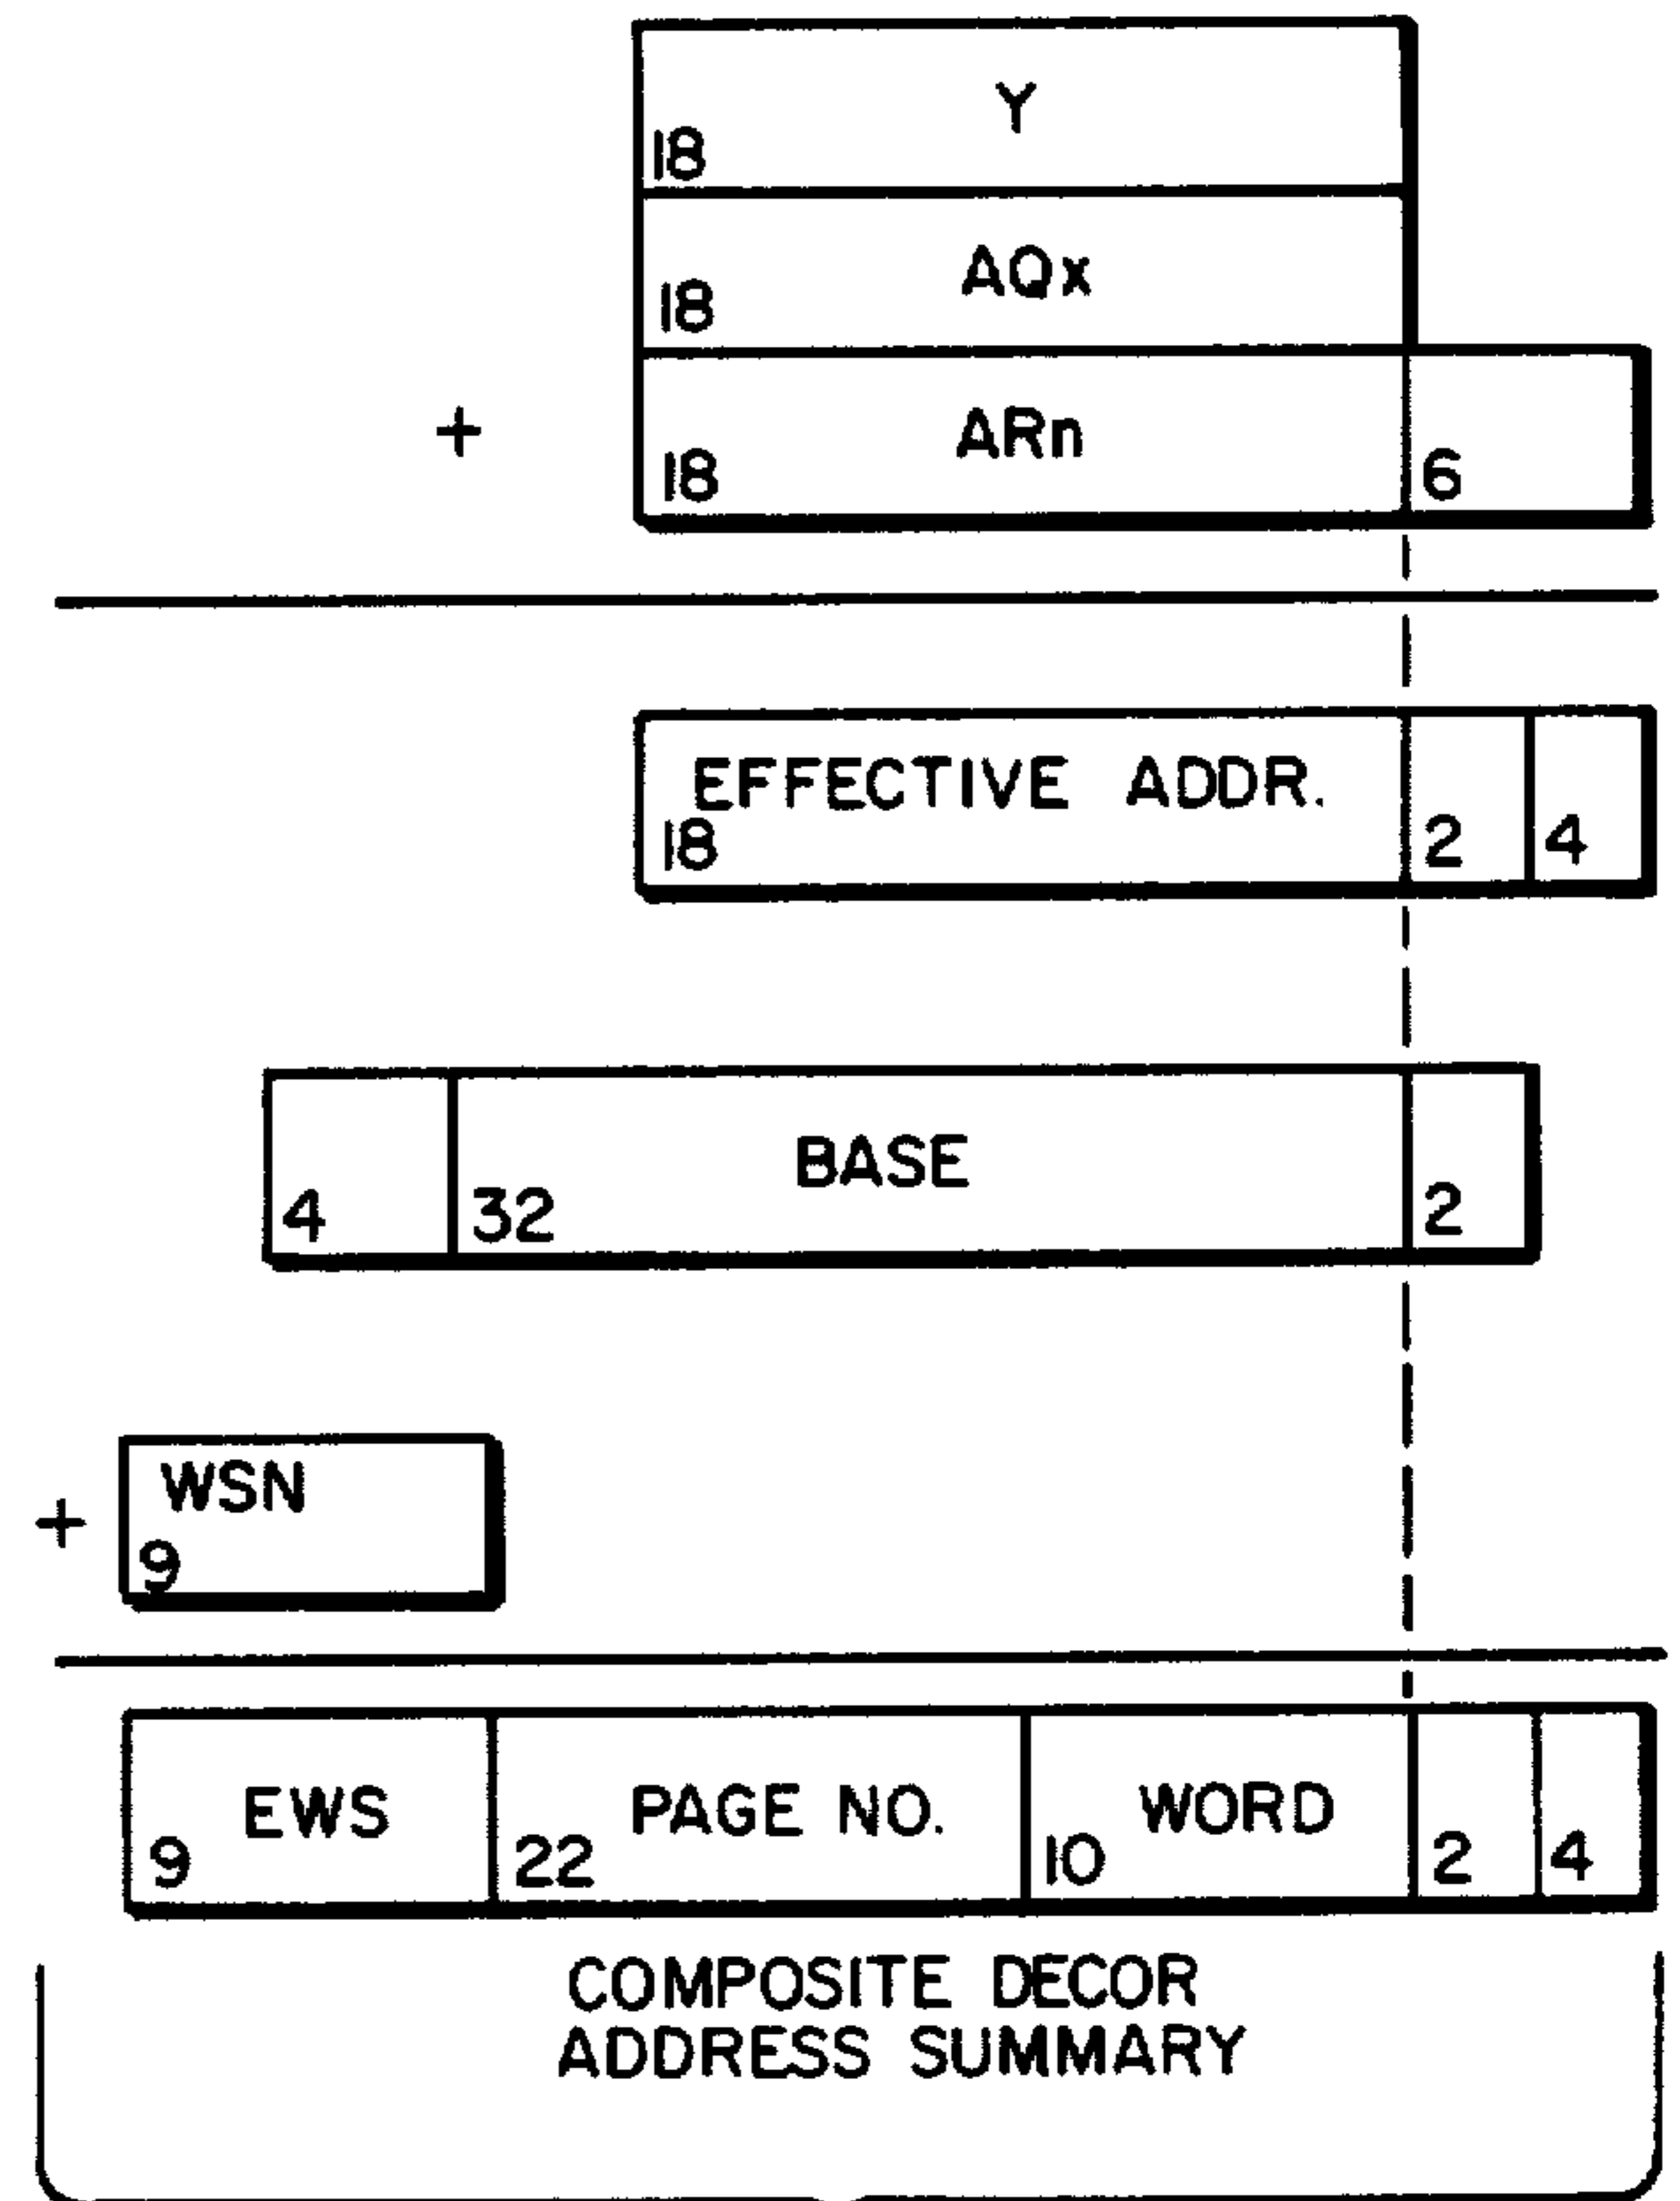 Y
18
AQx
18
+ ARn
18 6
EFFECTIVE ADDR.
18 2 4
BASE
4 32 2
WSN
+
9
EWS PAGE NO. WORD
9 22 10 2 4
COMPOSITE DECOR
ADDRESS SUMMARY